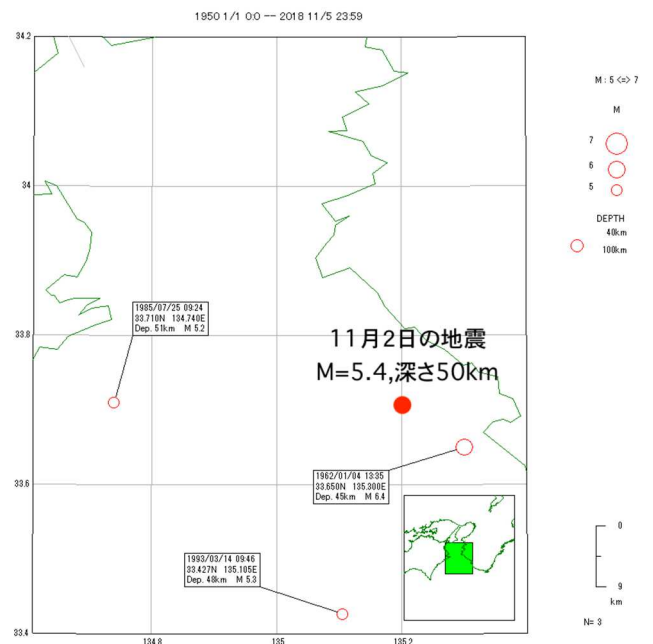 1950 1/1 0:0 -- 2018 11/5 23:59
34.2
M : 5 <=> 7
M
7
6
5
34
DEPTH
40km
100km
1985/07/25 09:24
33.710N 134.740E
Dep. 51km M 5.2
33.8
11月2日の地震
M=5.4,深さ50km
1962/01/04 13:35
33.650N 135.300E
Dep. 45km M 6.4
33.6
1993/03/14 09:46
33.427N 135.105E
Dep. 48km M 5.3
0
9
km
N= 3
33.4
134.8
135
135.2